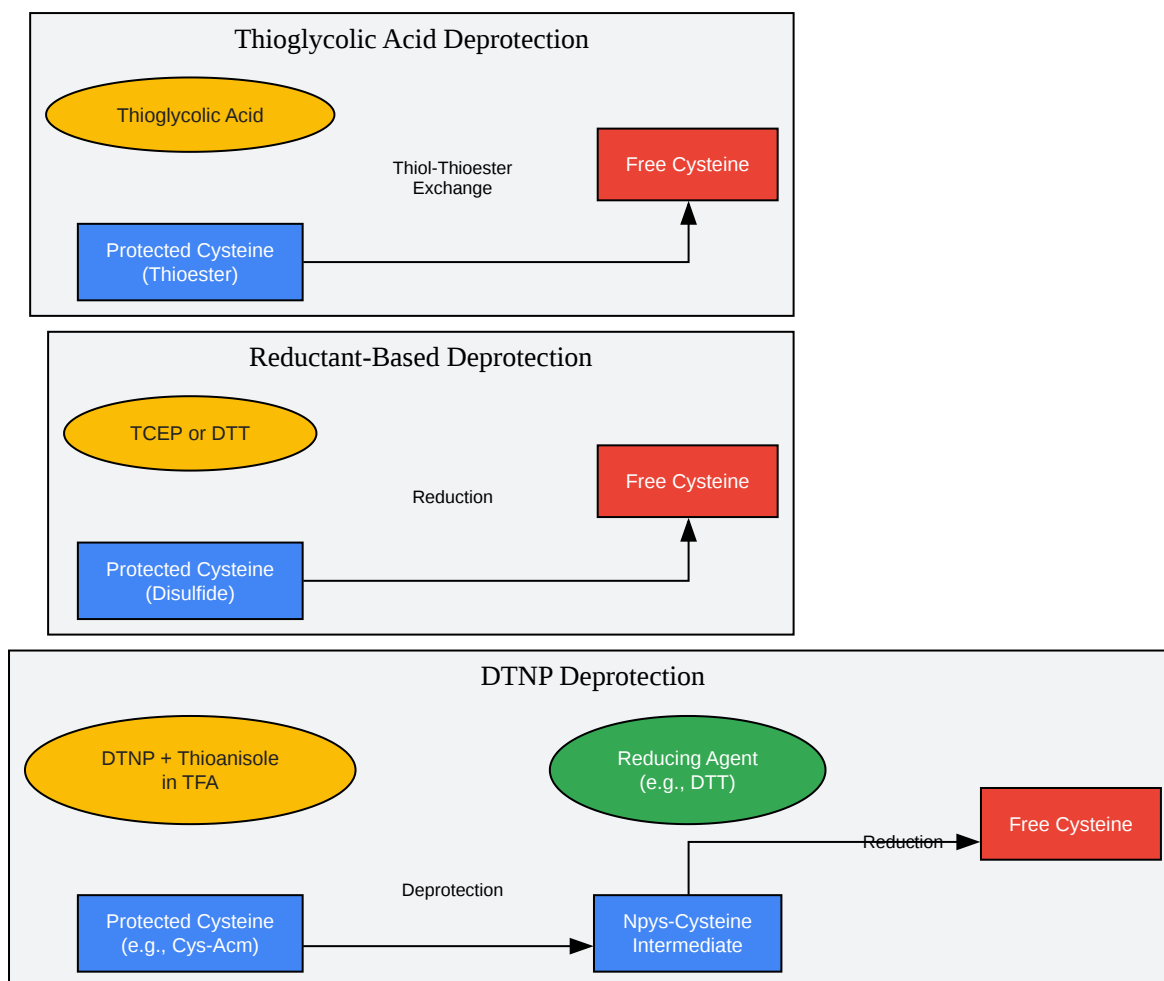 Thioglycolic Acid Deprotection
Thioglycolic Acid
Thiol-Thioester
Exchange
Free Cysteine
Protected Cysteine
(Thioester)
Reductant-Based Deprotection
TCEP or DTT
Reduction
Free Cysteine
Protected Cysteine
(Disulfide)
DTNP Deprotection
DTNP + Thioanisole
in TFA
Reducing Agent
(e.g., DTT)
Free Cysteine
Reduction
Deprotection
Protected Cysteine
(e.g., Cys-Acm)
Npys-Cysteine
Intermediate